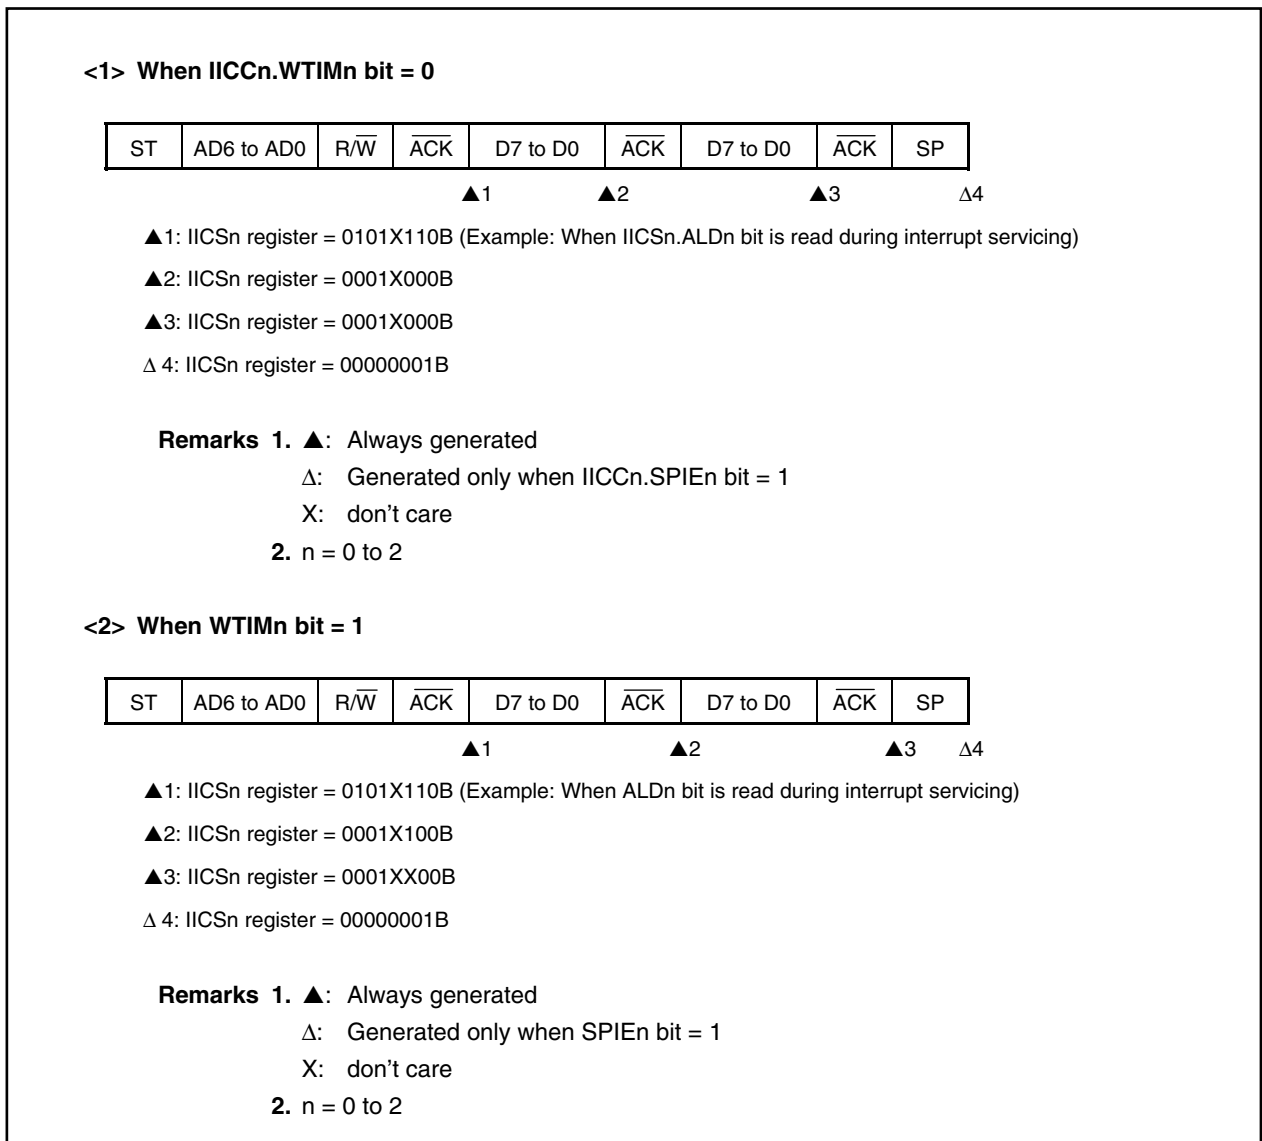 <1> When IICCn.WTIMn bit = 0
ST AD6 to AD0 R/W̅ A̅C̅K̅ D7 to D0 A̅C̅K̅ D7 to D0 A̅C̅K̅ SP
▲1 ▲2 ▲3 Δ4
▲1: IICSn register = 0101X110B (Example: When IICSn.ALDn bit is read during interrupt servicing)
▲2: IICSn register = 0001X000B
▲3: IICSn register = 0001X000B
Δ 4: IICSn register = 00000001B
Remarks 1. ▲: Always generated
Δ: Generated only when IICCn.SPIEn bit = 1
X: don't care
2. n = 0 to 2
<2> When WTIMn bit = 1
ST AD6 to AD0 R/W̅ A̅C̅K̅ D7 to D0 A̅C̅K̅ D7 to D0 A̅C̅K̅ SP
▲1 ▲2 ▲3 Δ4
▲1: IICSn register = 0101X110B (Example: When ALDn bit is read during interrupt servicing)
▲2: IICSn register = 0001X100B
▲3: IICSn register = 0001XX00B
Δ 4: IICSn register = 00000001B
Remarks 1. ▲: Always generated
Δ: Generated only when SPIEn bit = 1
X: don't care
2. n = 0 to 2